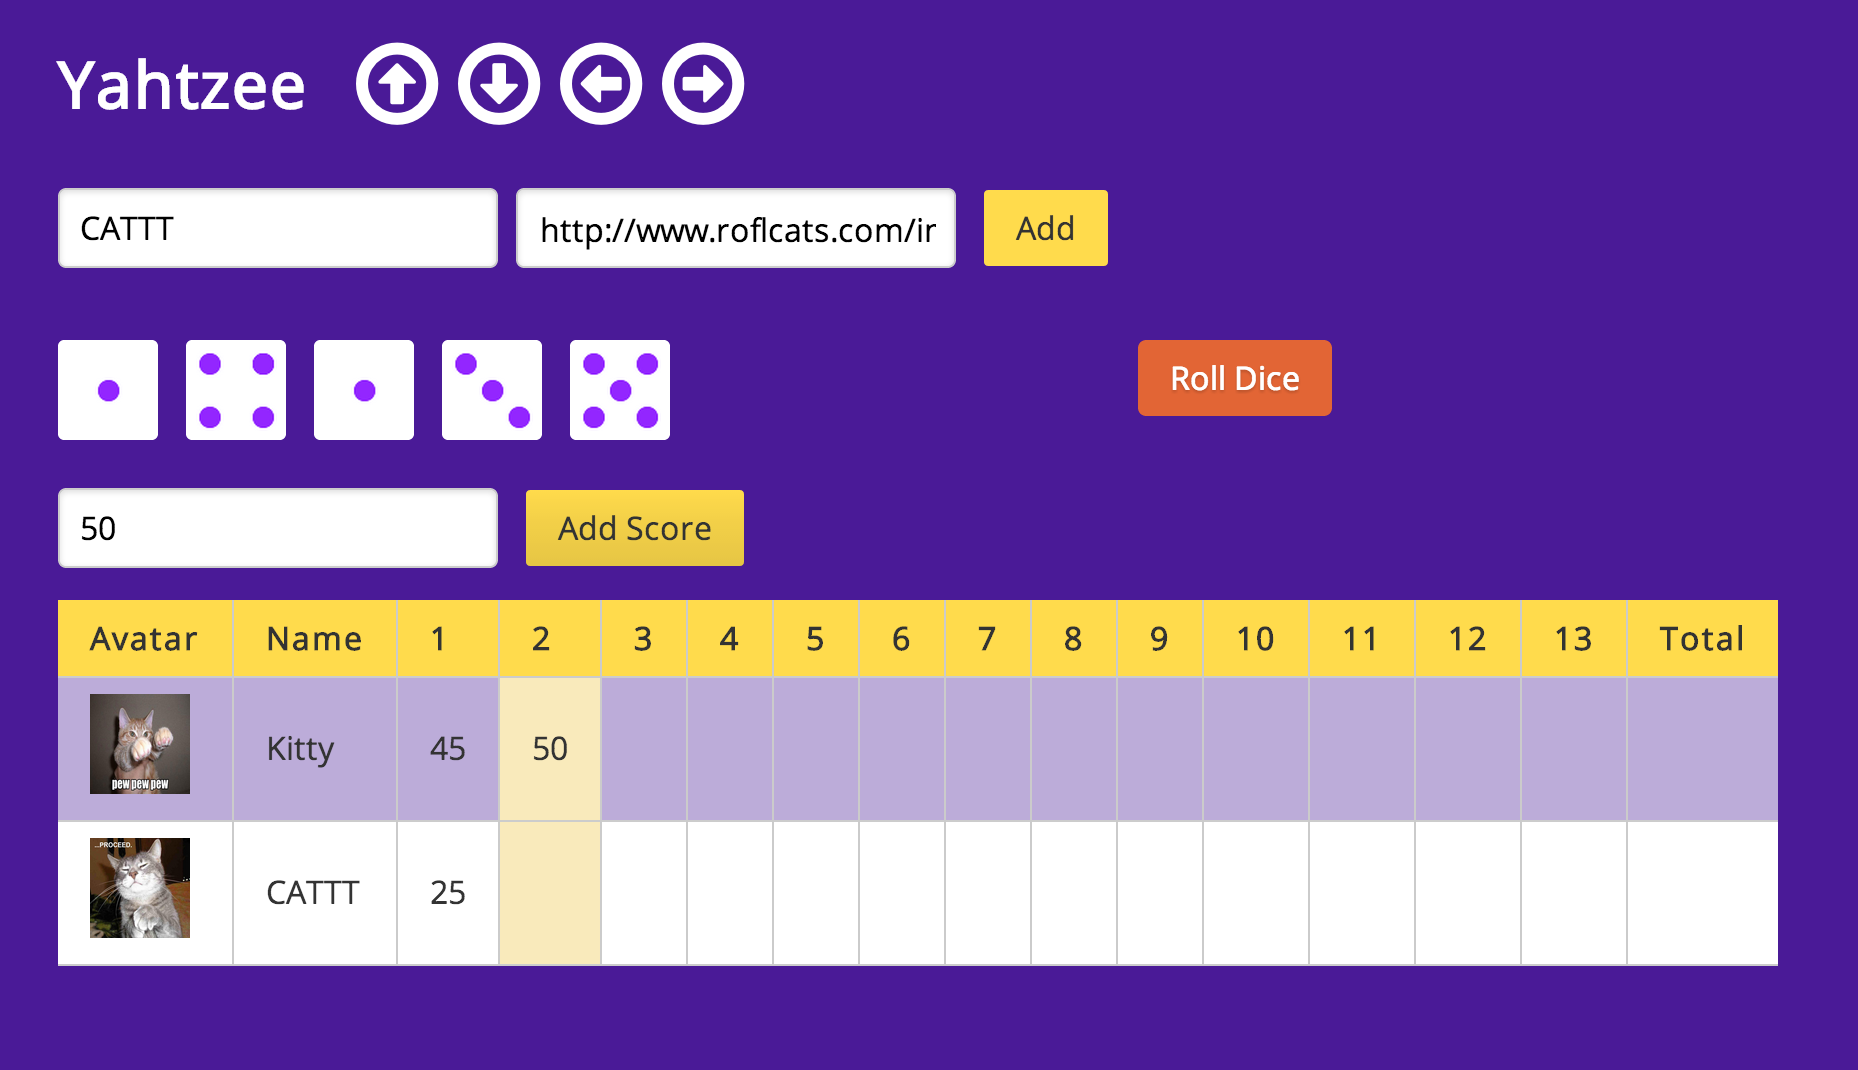 Yahtzee
CATTT http://www.roflcats.com/ir Add
Roll Dice
50 Add Score
Avatar Name 1 2 3 4 5 6 7 8 9 10 11 12 13 Total
pew pew pew Kitty 45 50
...PROCEED. CATTT 25